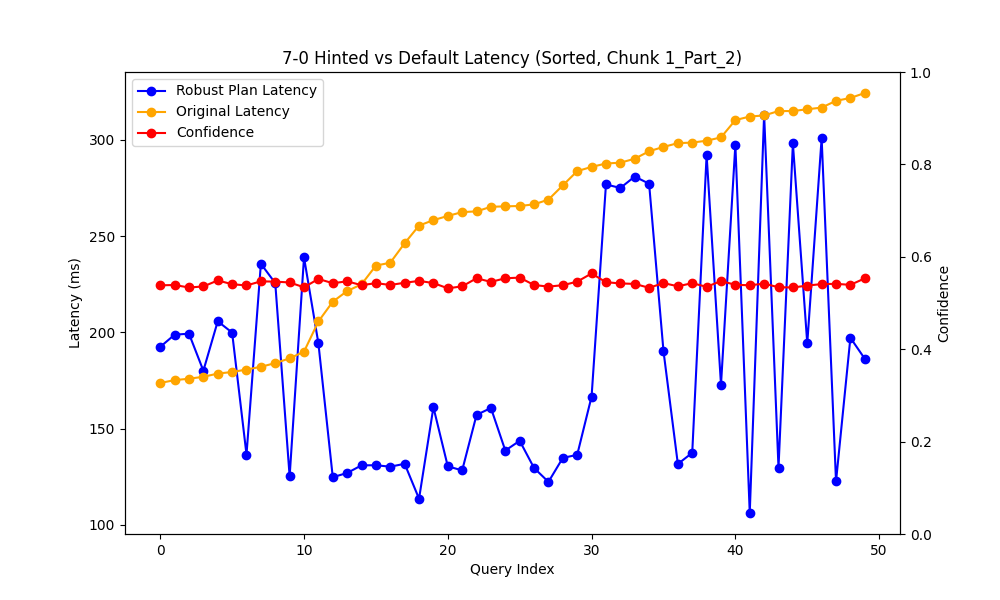 7-0 Hinted vs Default Latency (Sorted, Chunk 1_Part_2)
Robust Plan Latency
Original Latency
Confidence
300
250
200
150
100
Latency (ms)
0 10 20 30 40 50
Query Index
1.0
0.8
0.6
0.4
0.2
0.0
Confidence